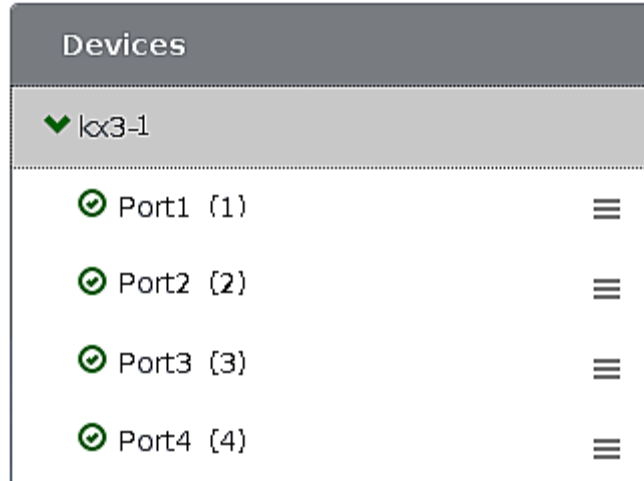 Devices
kx3-1
Port1 (1)
Port2 (2)
Port3 (3)
Port4 (4)